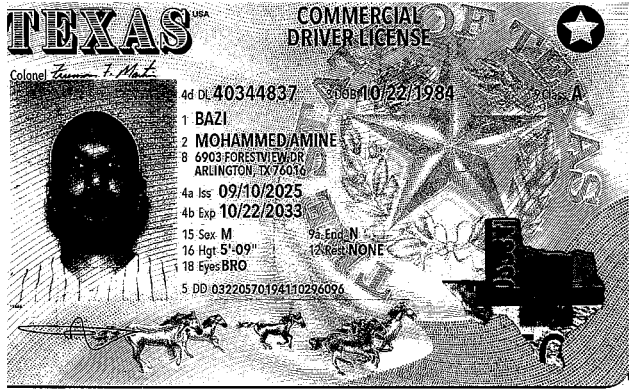 TEXAS USA
COMMERCIAL
DRIVER LICENSE
Colonel
4d DL 40344837 3 DOB 10/22/1984 9 Class A
1 BAZI
2 MOHAMMED AMINE
8 6903 FORESTVIEW DR
ARLINGTON, TX 76016
4a Iss 09/10/2025
4b Exp 10/22/2033
15 Sex M 9a End N
16 Hgt 5'-09" 12 Rest NONE
18 Eyes BRO
5 DD 03220570194110296096